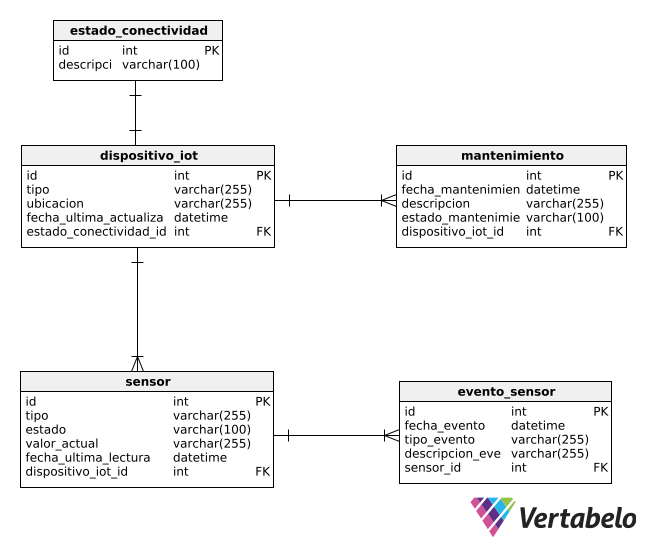 estado_conectividad
id int PK
descripci varchar(100)
dispositivo_iot
id int PK
tipo varchar(255)
ubicacion varchar(255)
fecha_ultima_actualiza datetime
estado_conectividad_id int FK
mantenimiento
id int PK
fecha_mantenimien datetime
descripcion varchar(255)
estado_mantenimie varchar(100)
dispositivo_iot_id int FK
sensor
id int PK
tipo varchar(255)
estado varchar(100)
valor_actual varchar(255)
fecha_ultima_lectura datetime
dispositivo_iot_id int FK
evento_sensor
id int PK
fecha_evento datetime
tipo_evento varchar(255)
descripcion_eve varchar(255)
sensor_id int FK
Vertabelo